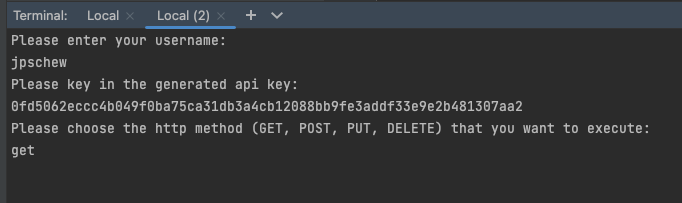 Terminal: Local × Local (2) ×
Please enter your username:
jpschew
Please key in the generated api key:
0fd5062eccc4b049f0ba75ca31db3a4cb12088bb9fe3addf33e9e2b481307aa2
Please choose the http method (GET, POST, PUT, DELETE) that you want to execute:
get